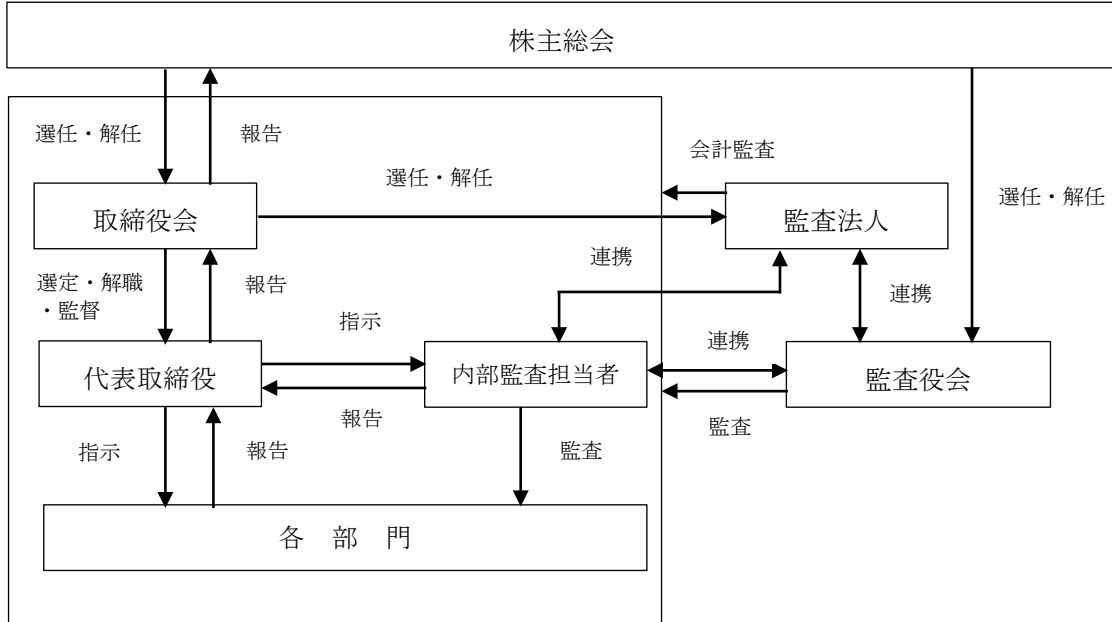 株主総会
選任・解任
報告
会計監査
選任・解任
選任・解任
取締役会
監査法人
連携
選定・解職
・監督
報告
連携
指示
連携
代表取締役
内部監査担当者
監査役会
報告
監査
指示
報告
監査
各 部 門